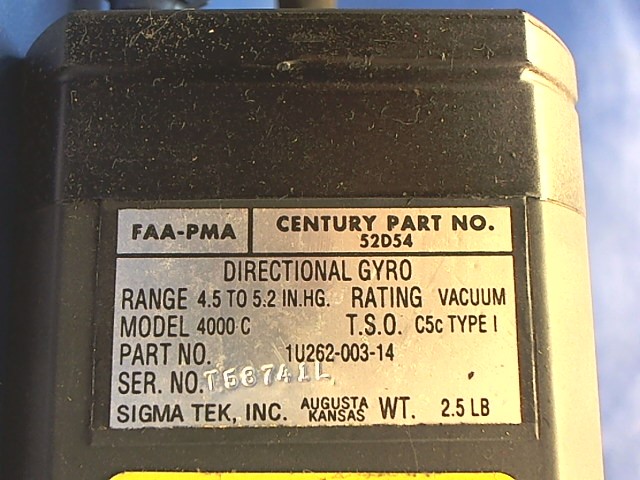 FAA-PMA
CENTURY PART NO.
52D54
DIRECTIONAL GYRO
RANGE 4.5 TO 5.2 IN.HG. RATING VACUUM
MODEL 4000 C T.S.O. C5c TYPE I
PART NO. 1U262-003-14
SER. NO. T58741L
SIGMA TEK, INC. AUGUSTA KANSAS WT. 2.5 LB